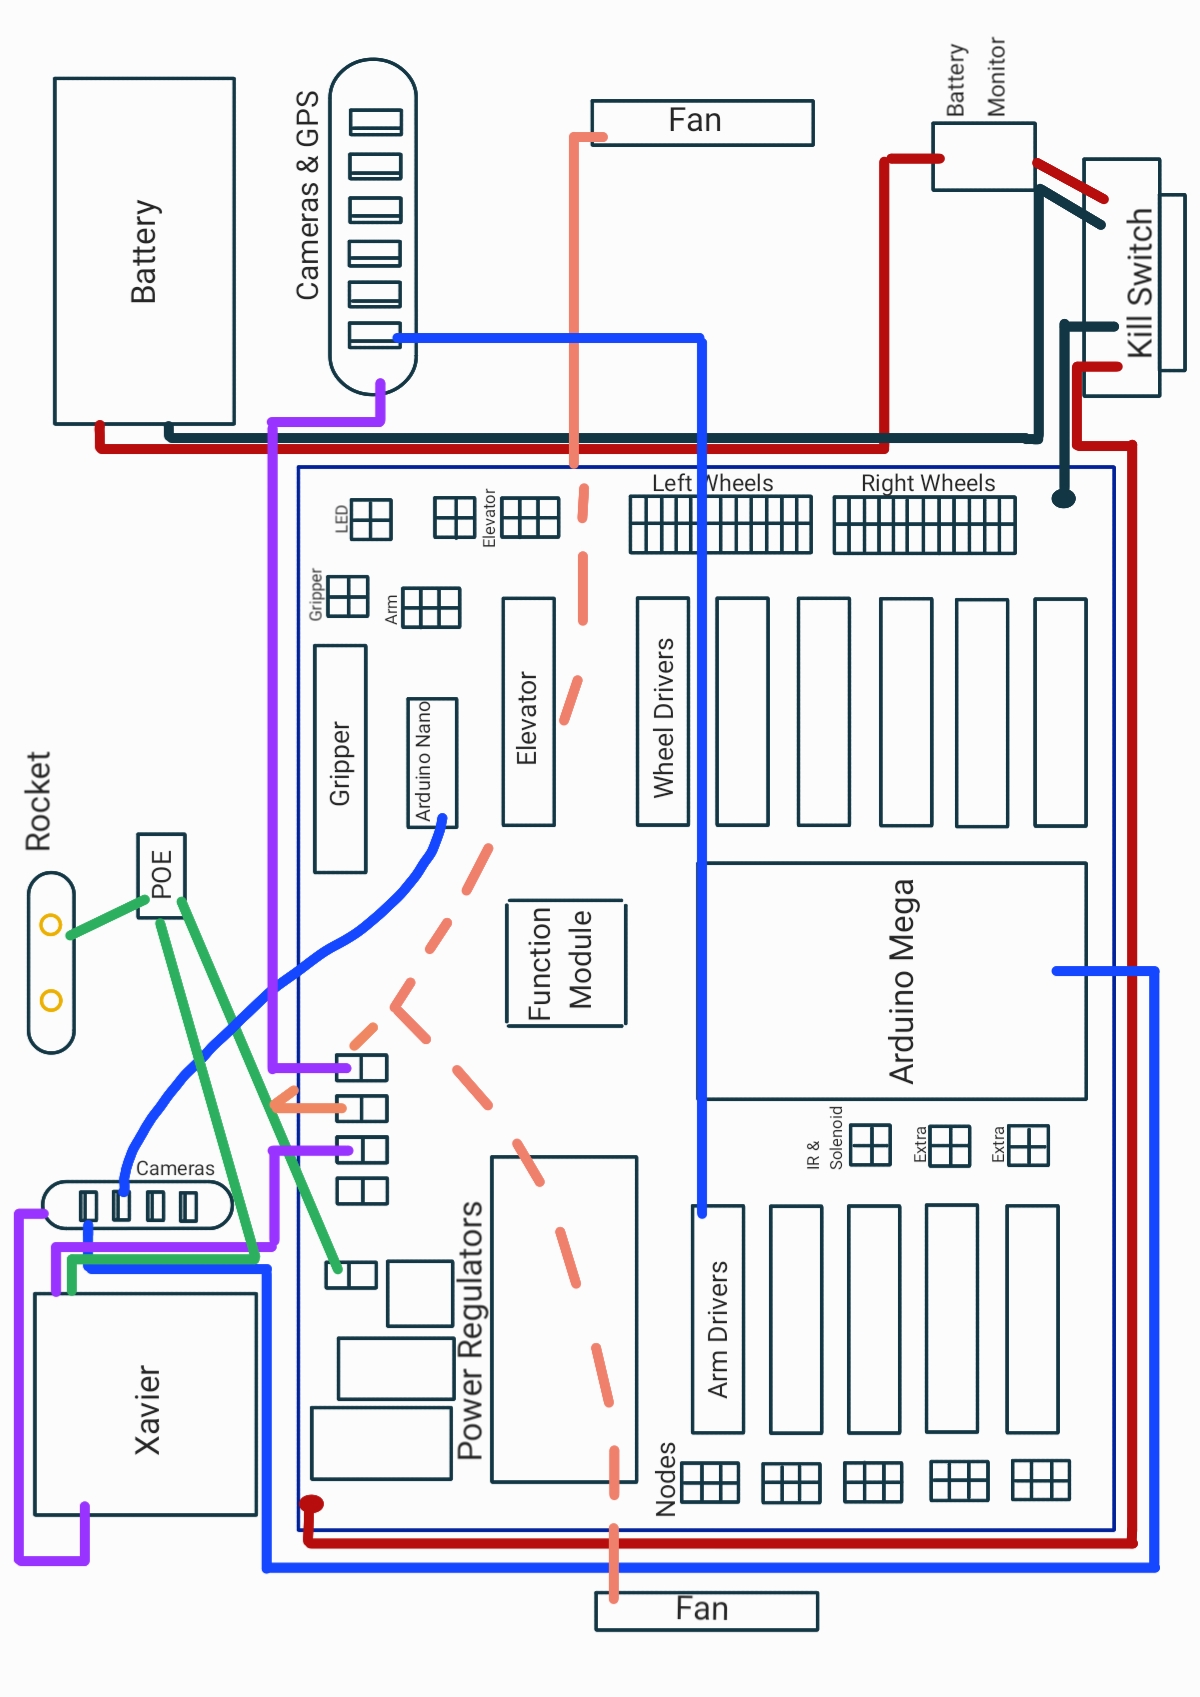 Battery
Cameras & GPS
Fan
Battery
Monitor
Kill Switch
LED
Elevator
Left Wheels
Right Wheels
Gripper
Arm
Gripper
Arduino Nano
Elevator
Wheel Drivers
Rocket
POE
Function
Module
Arduino Mega
Cameras
IR &
Solenoid
Extra
Extra
Xavier
Power Regulators
Arm Drivers
Nodes
Fan